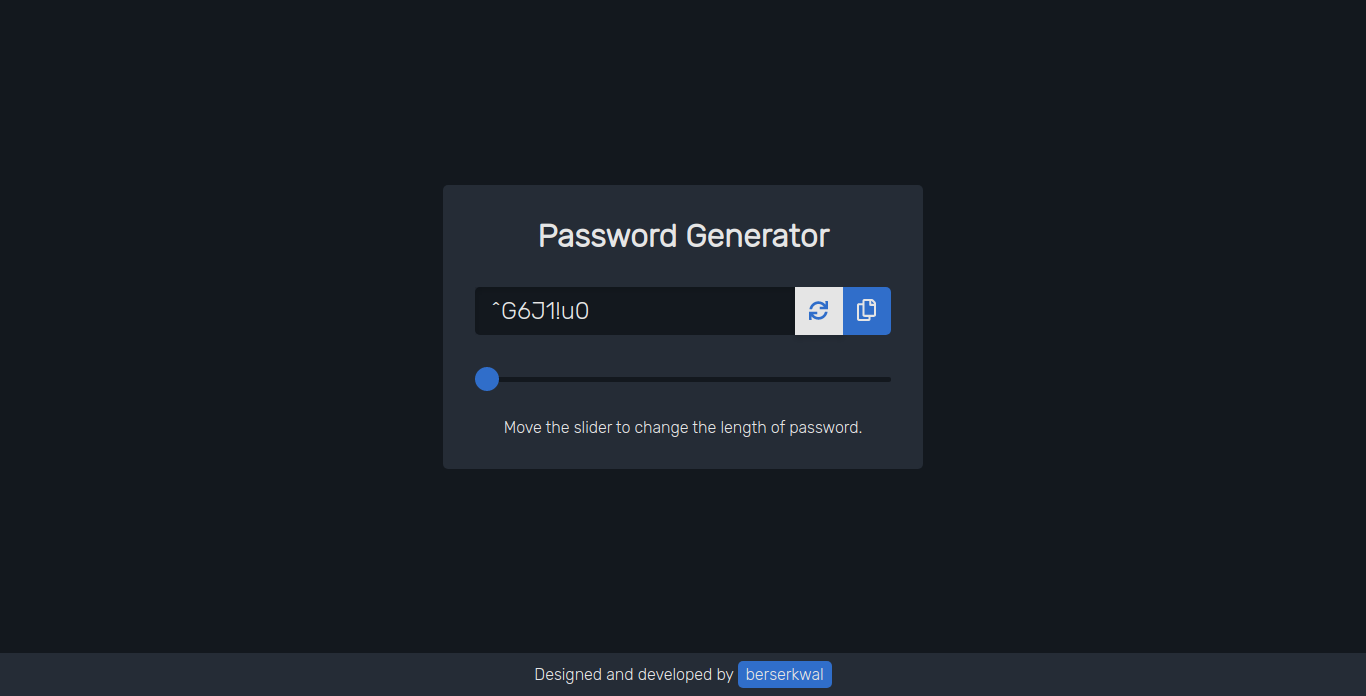 Password Generator
^G6J1!u0
Move the slider to change the length of password.
Designed and developed by berserkwal